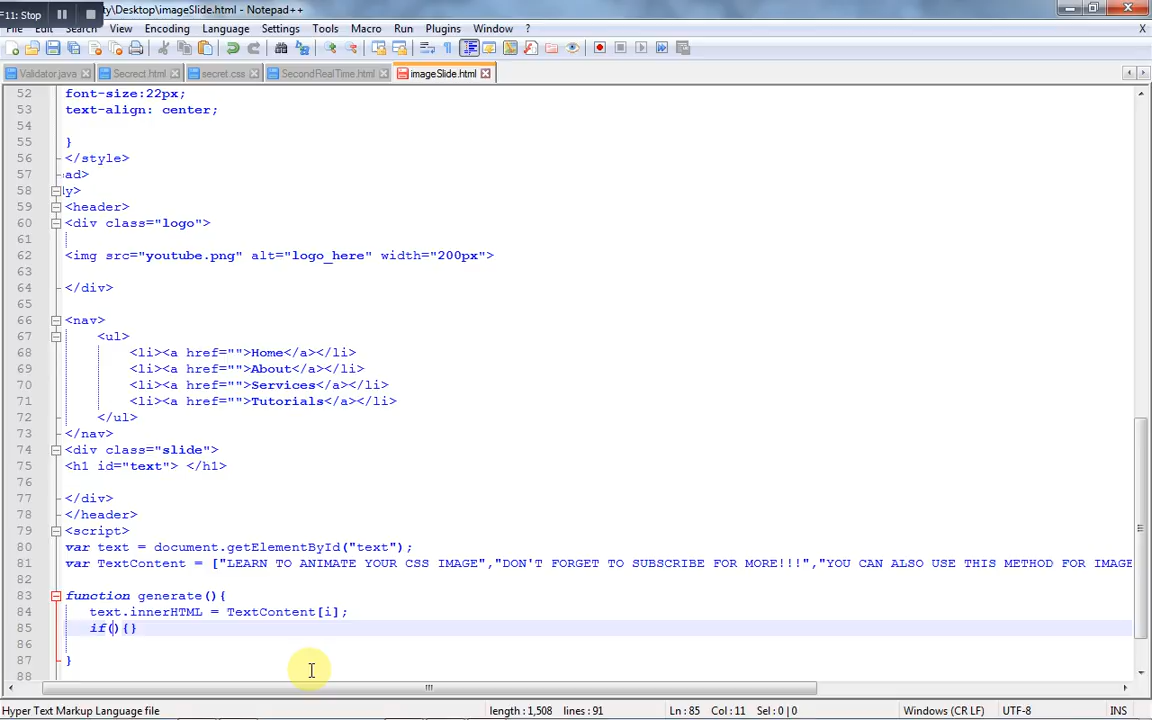 F11: Stop
ty\Desktop\imageSlide.html - Notepad++
Edit Search View Encoding Language Settings Tools Macro Run Plugins Window ? X
Validator.java Secrect.html secret.css SecondRealTime.html imageSlide.html
52 font-size:22px;
53 text-align: center;
54
55 }
56 </style>
57 ad>
58 y>
59 <header>
60 <div class="logo">
61
62 <img src="youtube.png" alt="logo_here" width="200px">
63
64 </div>
65
66 <nav>
67 <ul>
68 <li><a href="">Home</a></li>
69 <li><a href="">About</a></li>
70 <li><a href="">Services</a></li>
71 <li><a href="">Tutorials</a></li>
72 </ul>
73 </nav>
74 <div class="slide">
75 <h1 id="text"> </h1>
76
77 </div>
78 </header>
79 <script>
80 var text = document.getElementById("text");
81 var TextContent = ["LEARN TO ANIMATE YOUR CSS IMAGE","DON'T FORGET TO SUBSCRIBE FOR MORE!!!","YOU CAN ALSO USE THIS METHOD FOR IMAGE
82
83 function generate(){
84 text.innerHTML = TextContent[i];
85 if(){}
86
87 }
88
Hyper Text Markup Language file length : 1,508 lines : 91 Ln : 85 Col : 11 Sel : 0 | 0 Windows (CR LF) UTF-8 INS